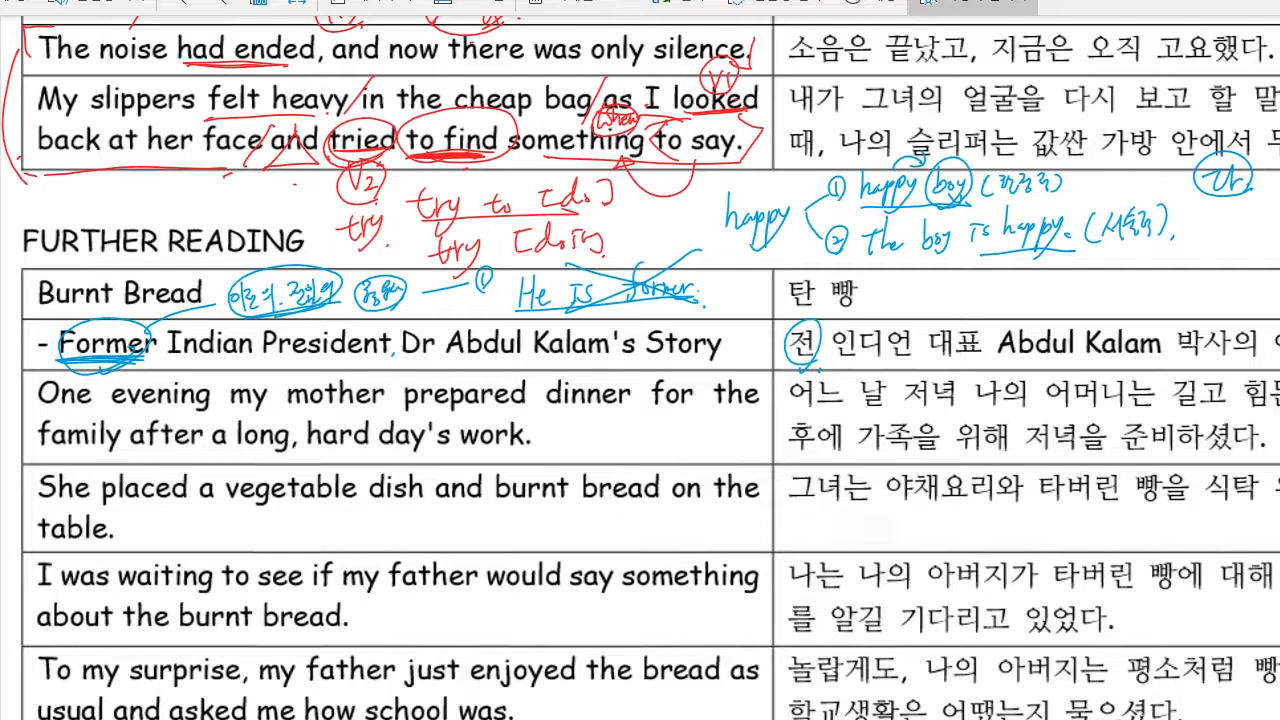 The noise had ended, and now there was only silence.
소음은 끝났고, 지금은 오직 고요했다.
V1
My slippers felt heavy in the cheap bag as I looked
내가 그녀의 얼굴을 다시 보고 할 말
when
back at her face and tried to find something to say.
때, 나의 슬리퍼는 값싼 가방 안에서
V2
try to [do]
try
try [doing]
happy
① happy boy
② The boy is happy.
FURTHER READING
Burnt Bread
① He is former.
탄 빵
- Former Indian President, Dr Abdul Kalam's Story
전 인디언 대표 Abdul Kalam 박사의
One evening my mother prepared dinner for the
어느 날 저녁 나의 어머니는 길고
family after a long, hard day's work.
후에 가족을 위해 저녁을 준비하셨다.
She placed a vegetable dish and burnt bread on the
그녀는 야채요리와 타버린 빵을 식탁
table.
I was waiting to see if my father would say something
나는 나의 아버지가 타버린 빵에 대해
about the burnt bread.
를 알길 기다리고 있었다.
To my surprise, my father just enjoyed the bread as
놀랍게도, 나의 아버지는 평소처럼 빵
usual and asked me how school was.
학교생활은 어땠는지 물으셨다.